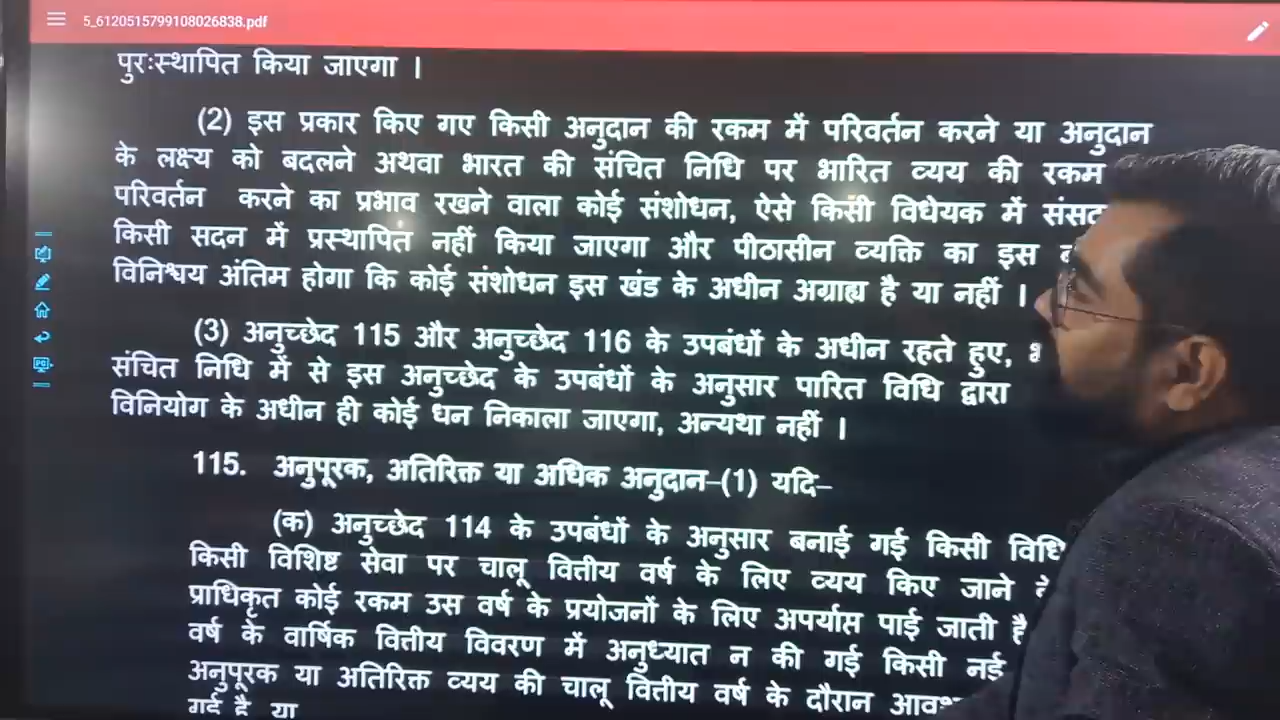 5_6120515799108026838.pdf
पुरःस्थापित किया जाएगा ।
(2) इस प्रकार किए गए किसी अनुदान की रकम में परिवर्तन करने या अनुदान
के लक्ष्य को बदलने अथवा भारत की संचित निधि पर भारित व्यय की रकम
परिवर्तन करने का प्रभाव रखने वाला कोई संशोधन, ऐसे किसी विधेयक में संसद
किसी सदन में प्रस्थापित नहीं किया जाएगा और पीठासीन व्यक्ति का इस
विनिश्चय अंतिम होगा कि कोई संशोधन इस खंड के अधीन अग्राह्य है या नहीं ।
(3) अनुच्छेद 115 और अनुच्छेद 116 के उपबंधों के अधीन रहते हुए,
संचित निधि में से इस अनुच्छेद के उपबंधों के अनुसार पारित विधि द्वारा
विनियोग के अधीन ही कोई धन निकाला जाएगा, अन्यथा नहीं ।
115. अनुपूरक, अतिरिक्त या अधिक अनुदान–(1) यदि–
(क) अनुच्छेद 114 के उपबंधों के अनुसार बनाई गई किसी विधि
किसी विशिष्ट सेवा पर चालू वित्तीय वर्ष के लिए व्यय किए जाने
प्राधिकृत कोई रकम उस वर्ष के प्रयोजनों के लिए अपर्याप्त पाई जाती है
वर्ष के वार्षिक वित्तीय विवरण में अनुध्यात न की गई किसी नई
अनुपूरक या अतिरिक्त व्यय की चालू वित्तीय वर्ष के दौरान
गई है या